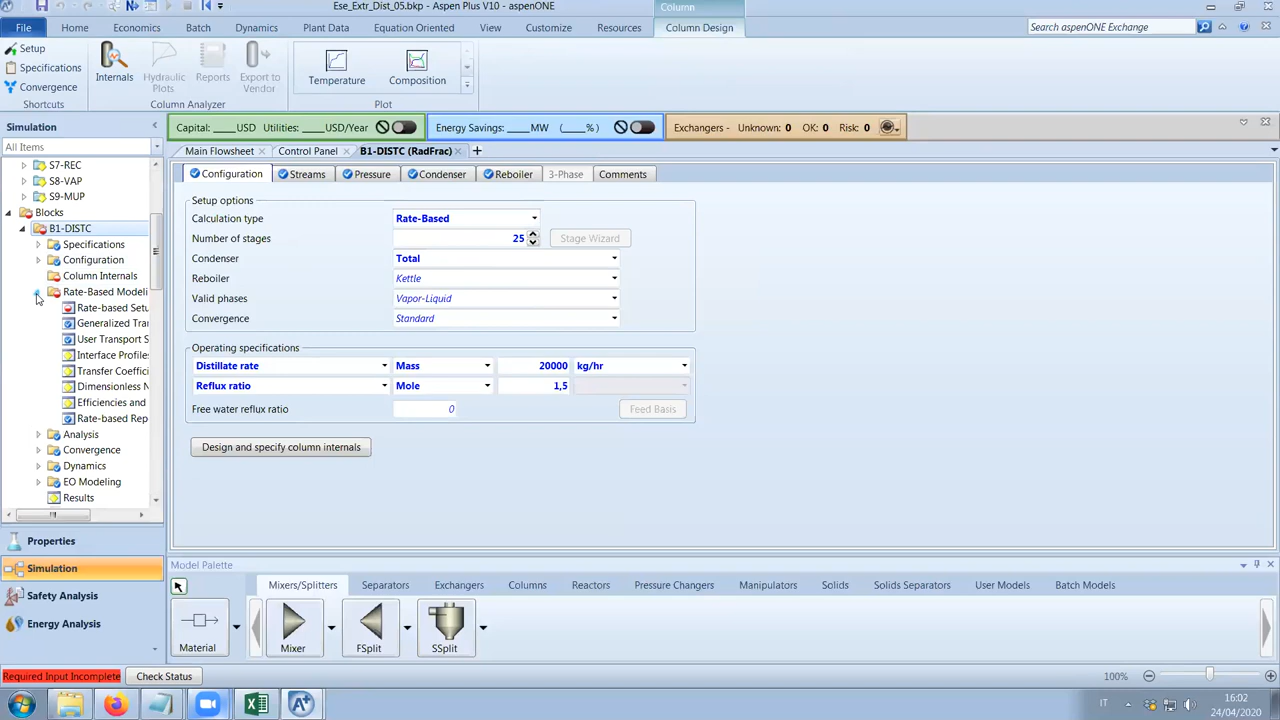 Ese_Extr_Dist_05.bkp - Aspen Plus V10 - aspenONE
Column
File Home Economics Batch Dynamics Plant Data Equation Oriented View Customize Resources Column Design
Search aspenONE Exchange
Setup
Specifications
Convergence
Shortcuts
Internals
Hydraulic Plots
Reports
Export to Vendor
Column Analyzer
Temperature
Composition
Plot
Simulation
All Items
Capital: ____USD Utilities: ____USD/Year
Energy Savings: ____MW (____%)
Exchangers - Unknown: 0 OK: 0 Risk: 0
Main Flowsheet Control Panel B1-DISTC (RadFrac)
S7-REC
S8-VAP
S9-MUP
Blocks
B1-DISTC
Specifications
Configuration
Column Internals
Rate-Based Modeli
Rate-based Setu
Generalized Tra
User Transport S
Interface Profile
Transfer Coeffici
Dimensionless N
Efficiencies and
Rate-based Rep
Analysis
Convergence
Dynamics
EO Modeling
Results
Properties
Simulation
Safety Analysis
Energy Analysis
Configuration Streams Pressure Condenser Reboiler 3-Phase Comments
Setup options
Calculation type Rate-Based
Number of stages 25 Stage Wizard
Condenser Total
Reboiler Kettle
Valid phases Vapor-Liquid
Convergence Standard
Operating specifications
Distillate rate Mass 20000 kg/hr
Reflux ratio Mole 1,5
Free water reflux ratio 0 Feed Basis
Design and specify column internals
Model Palette
Mixers/Splitters Separators Exchangers Columns Reactors Pressure Changers Manipulators Solids Solids Separators User Models Batch Models
Material Mixer FSplit SSplit
Required Input Incomplete Check Status 100%
IT 16:02
24/04/2020